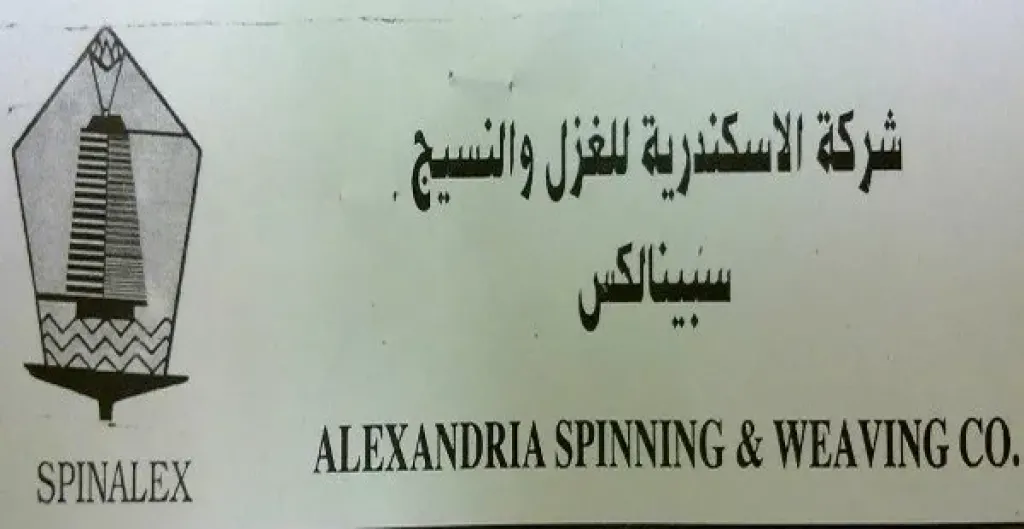 شركة الاسكندرية للغزل والنسيج
سبينالكس
ALEXANDRIA SPINNING & WEAVING CO.
SPINALEX